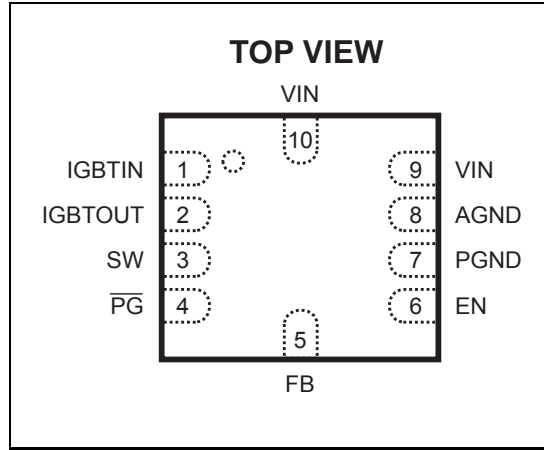 TOP VIEW
VIN
10
IGBTIN 1 9 VIN
IGBTOUT 2 8 AGND
SW 3 7 PGND
P̅G̅ 4 6 EN
5
FB